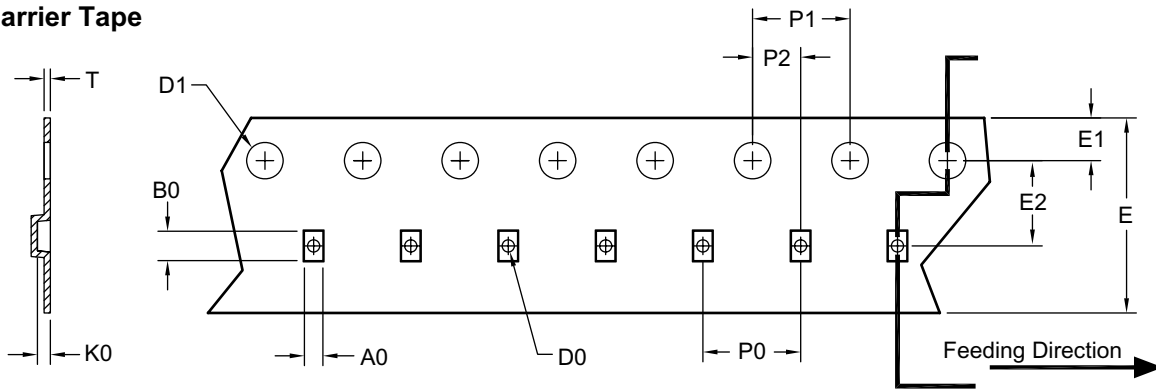 arrier Tape
P1
P2
T
D1
E1
B0
E2
E
K0
A0
D0
P0
Feeding Direction